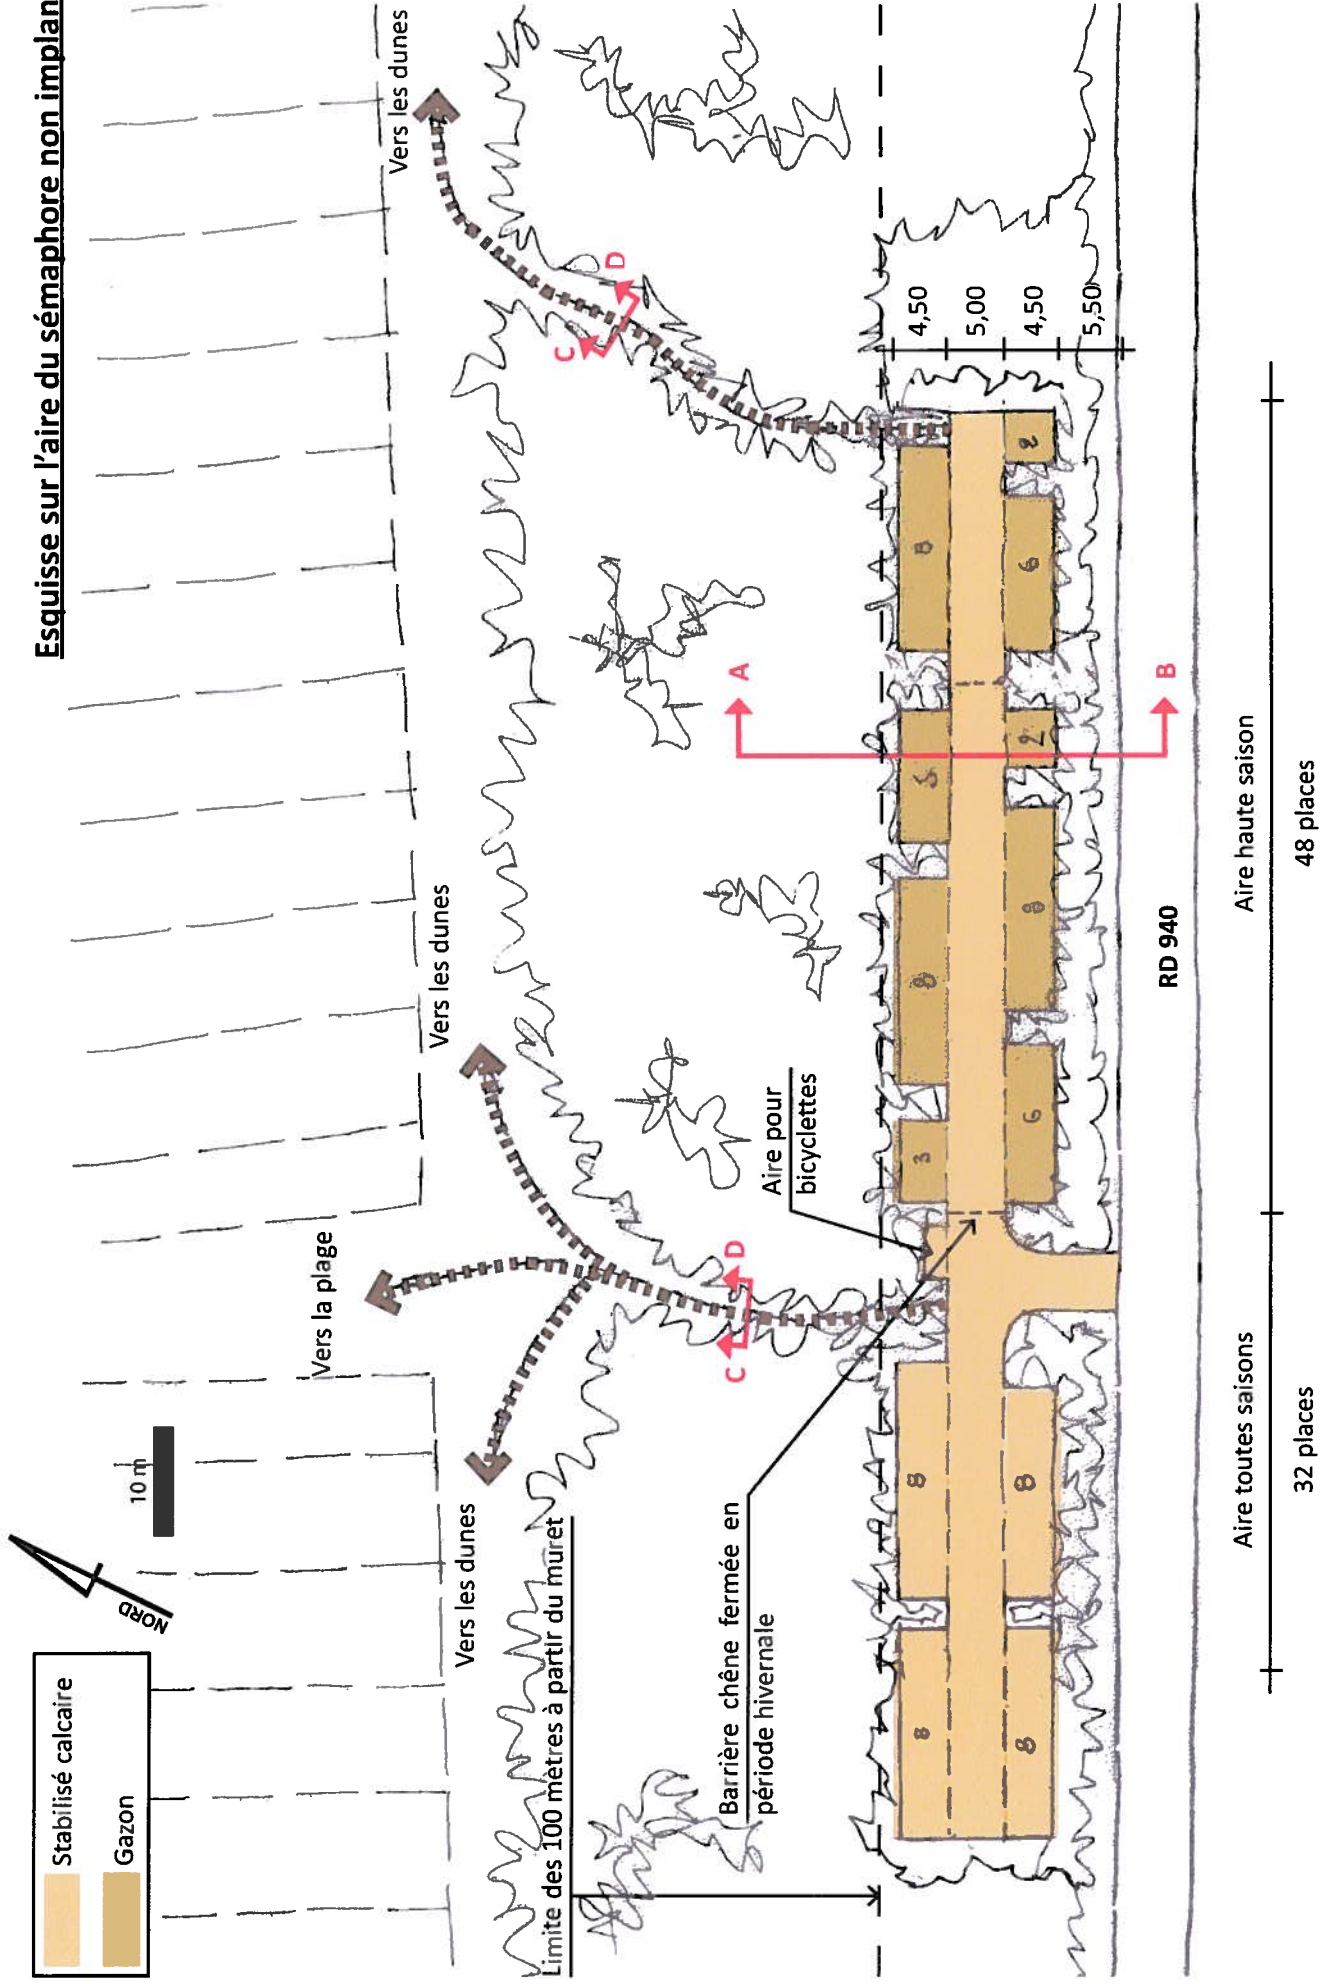 Esquisse sur l'aire du sémaphore non implan
Stabilisé calcaire
Gazon
NORD
10 m
Vers la plage
Vers les dunes
Vers les dunes
Vers les dunes
Limite des 100 mètres à partir du muret
Barrière chêne fermée en
période hivernale
Aire pour
bicyclettes
C
D
C
D
A
B
8
8
3
8
5
8
8
8
6
8
2
6
2
4,50
5,00
4,50
5,50
RD 940
Aire toutes saisons
32 places
Aire haute saison
48 places